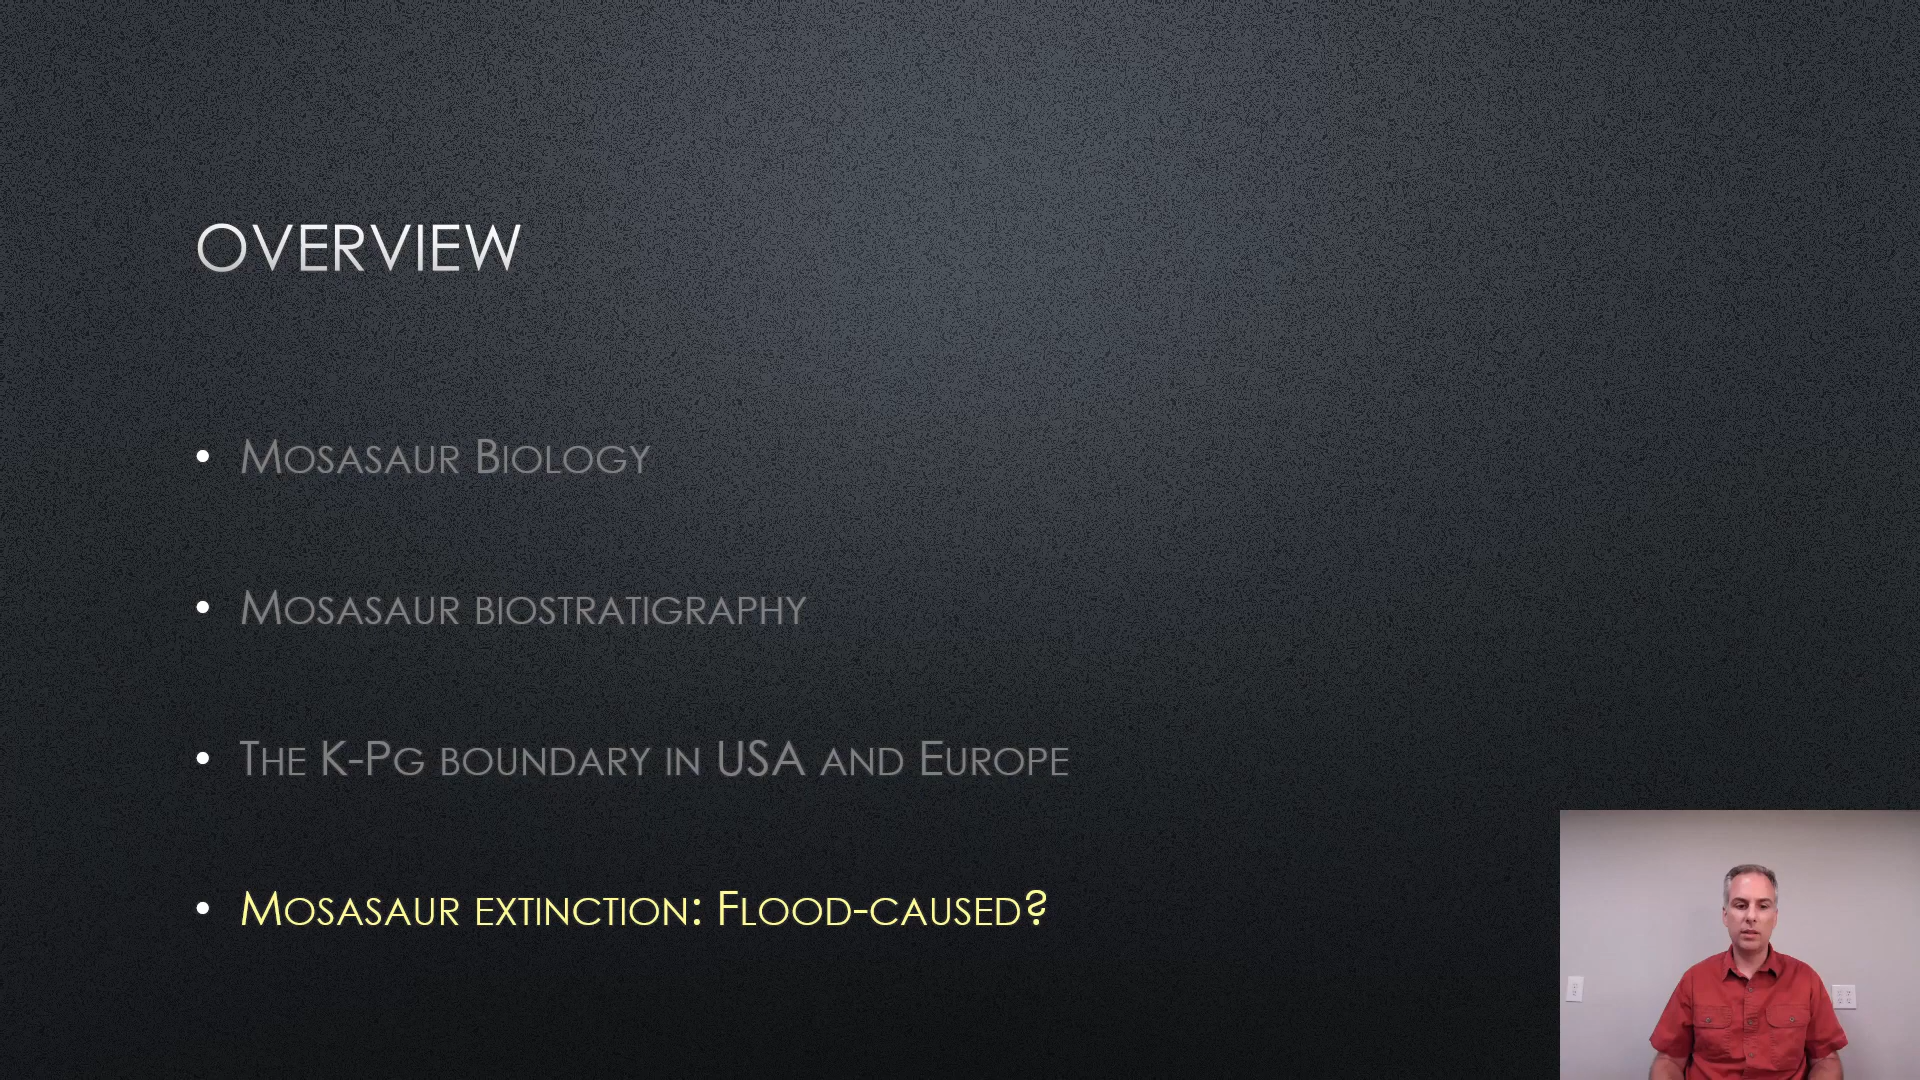 OVERVIEW
• Mosasaur Biology
• Mosasaur biostratigraphy
• The K-Pg boundary in USA and Europe
• Mosasaur extinction: Flood-caused?